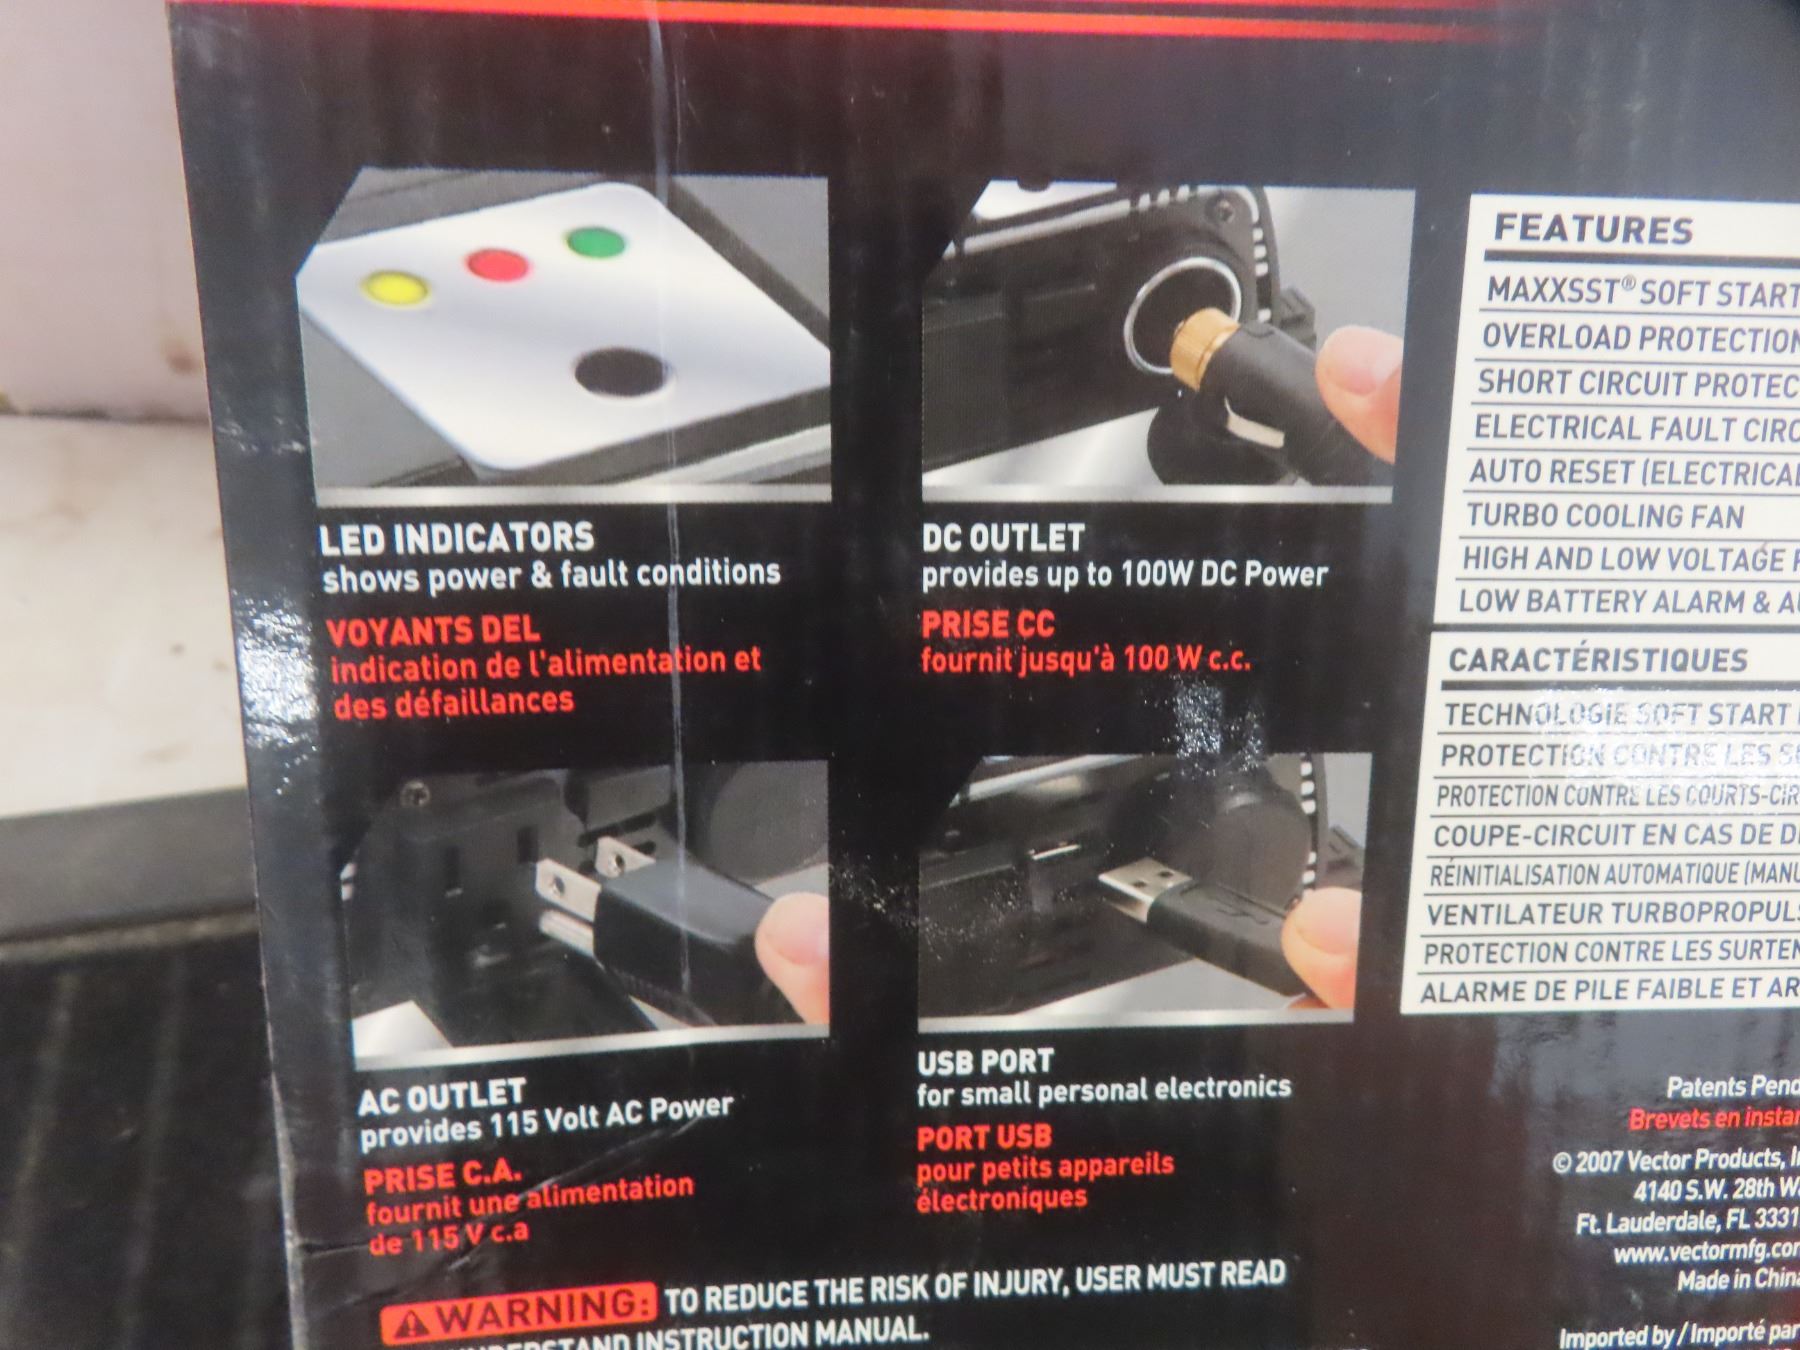 LED INDICATORS
shows power & fault conditions
VOYANTS DEL
indication de l'alimentation et
des défaillances
DC OUTLET
provides up to 100W DC Power
PRISE CC
fournit jusqu'à 100 W c.c.
AC OUTLET
provides 115 Volt AC Power
PRISE C.A.
fournit une alimentation
de 115 V c.a
USB PORT
for small personal electronics
PORT USB
pour petits appareils
électroniques
FEATURES
MAXXSST® SOFT START
OVERLOAD PROTECTION
SHORT CIRCUIT PROTEC
ELECTRICAL FAULT CIRC
AUTO RESET (ELECTRICAL
TURBO COOLING FAN
HIGH AND LOW VOLTAGE
LOW BATTERY ALARM &
CARACTÉRISTIQUES
TECHNOLOGIE SOFT START
PROTECTION CONTRE LES
PROTECTION CONTRE LES COURTS-CIR
COUPE-CIRCUIT EN CAS DE
RÉINITIALISATION AUTOMATIQUE (MANU
VENTILATEUR TURBOPROPULS
PROTECTION CONTRE LES SURTEN
ALARME DE PILE FAIBLE ET AR
Patents Pend
Brevets en instan
© 2007 Vector Products,
4140 S.W. 28th
Ft. Lauderdale, FL 3331
www.vectormfg.com
Made in China
Imported by / Importé par
WARNING: TO REDUCE THE RISK OF INJURY, USER MUST READ
UNDERSTAND INSTRUCTION MANUAL.